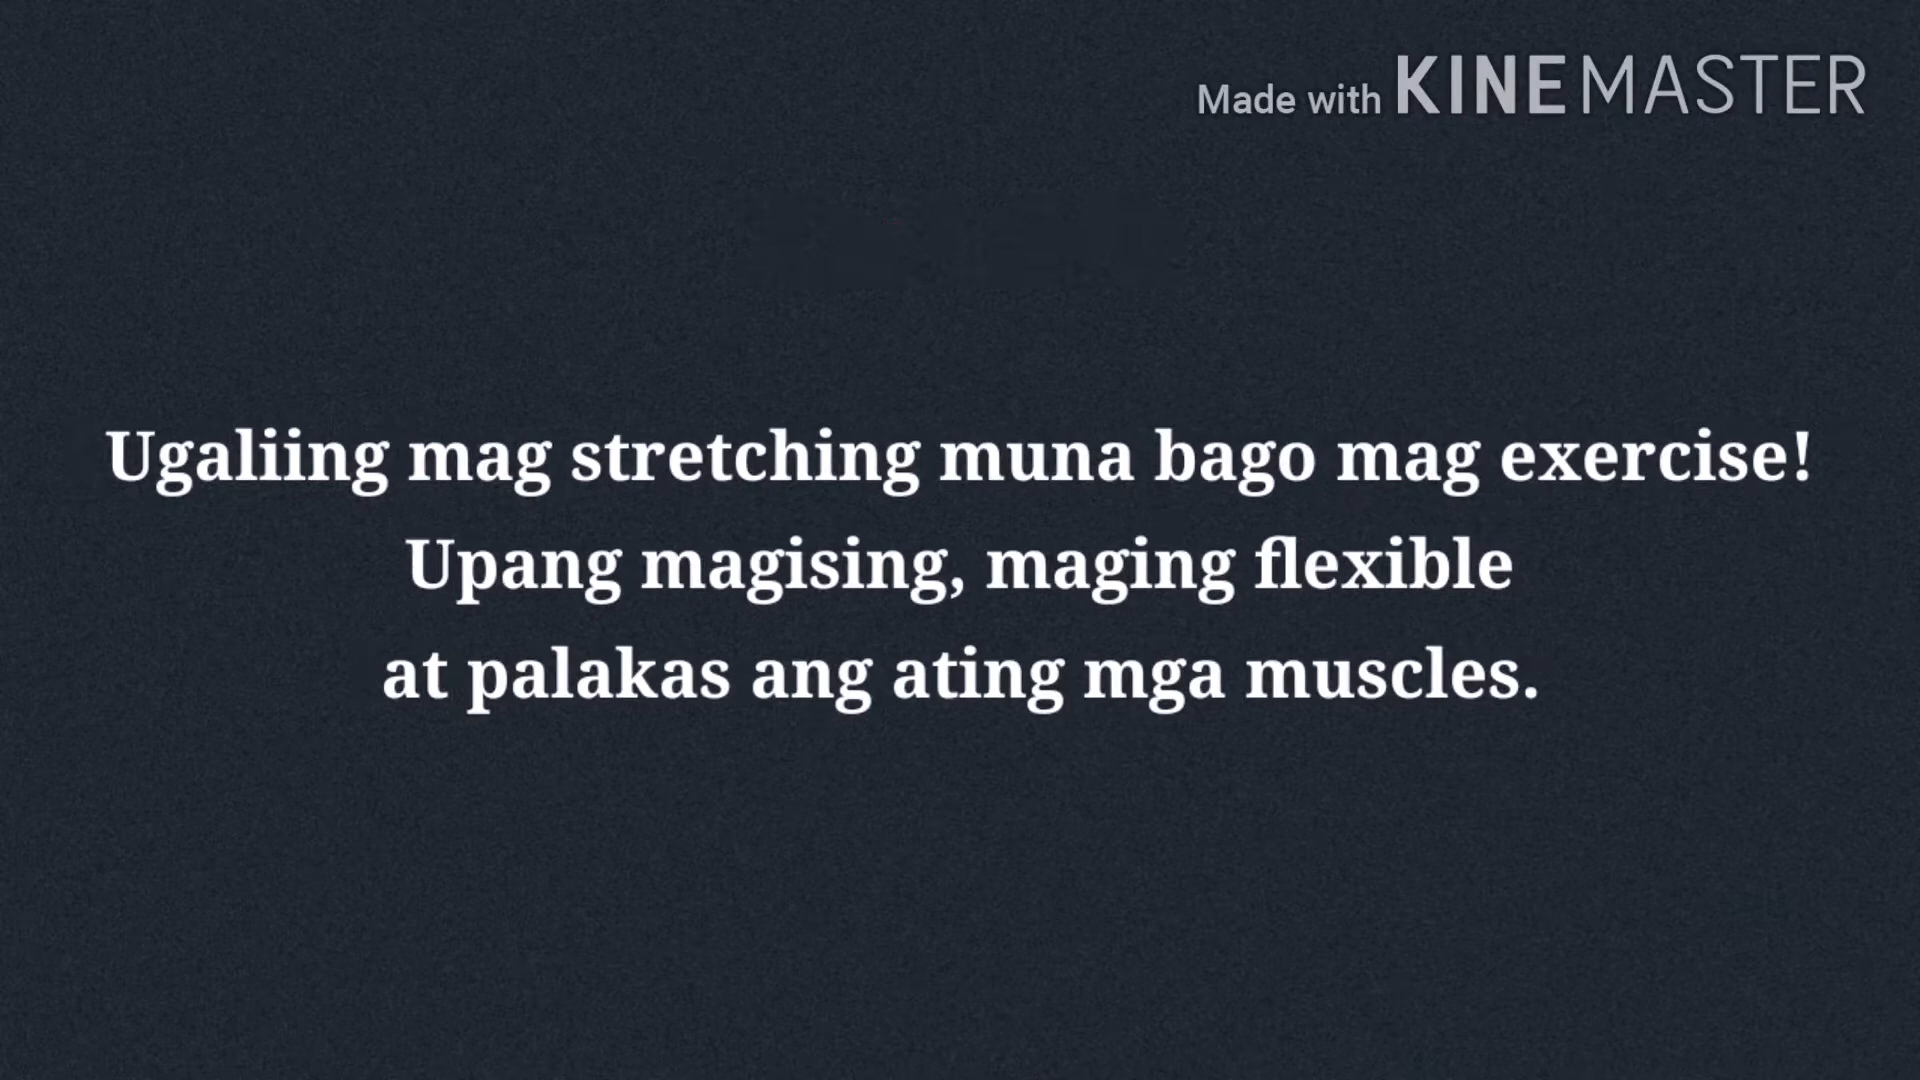 Made with KINEMASTER
Ugaliing mag stretching muna bago mag exercise!
Upang magising, maging flexible
at palakas ang ating mga muscles.